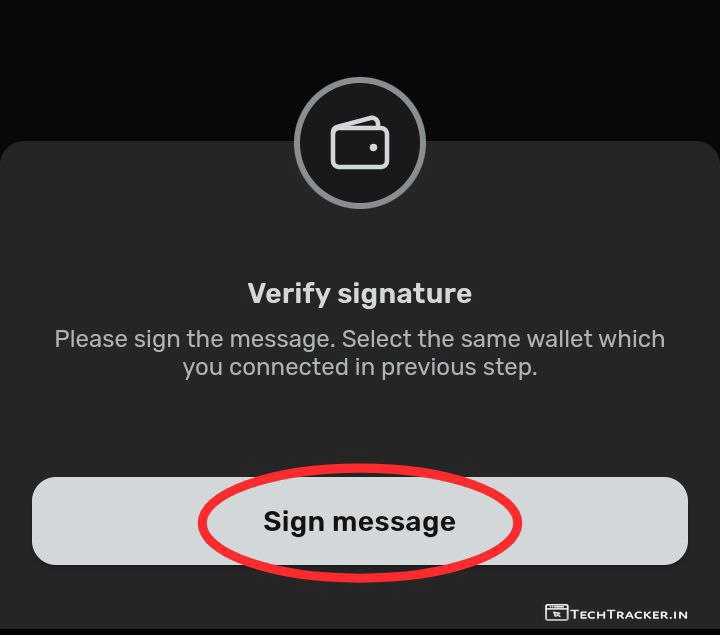 Verify signature
Please sign the message. Select the same wallet which
you connected in previous step.
Sign message
TECHTRACKER.IN